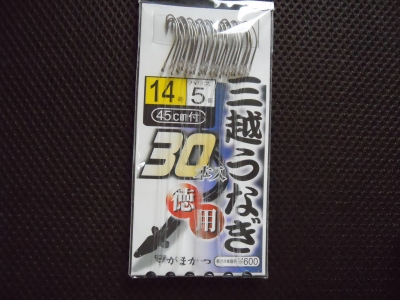 14号
5号
45cm付
30本入
徳用
三越うなぎ
がまかつ
600